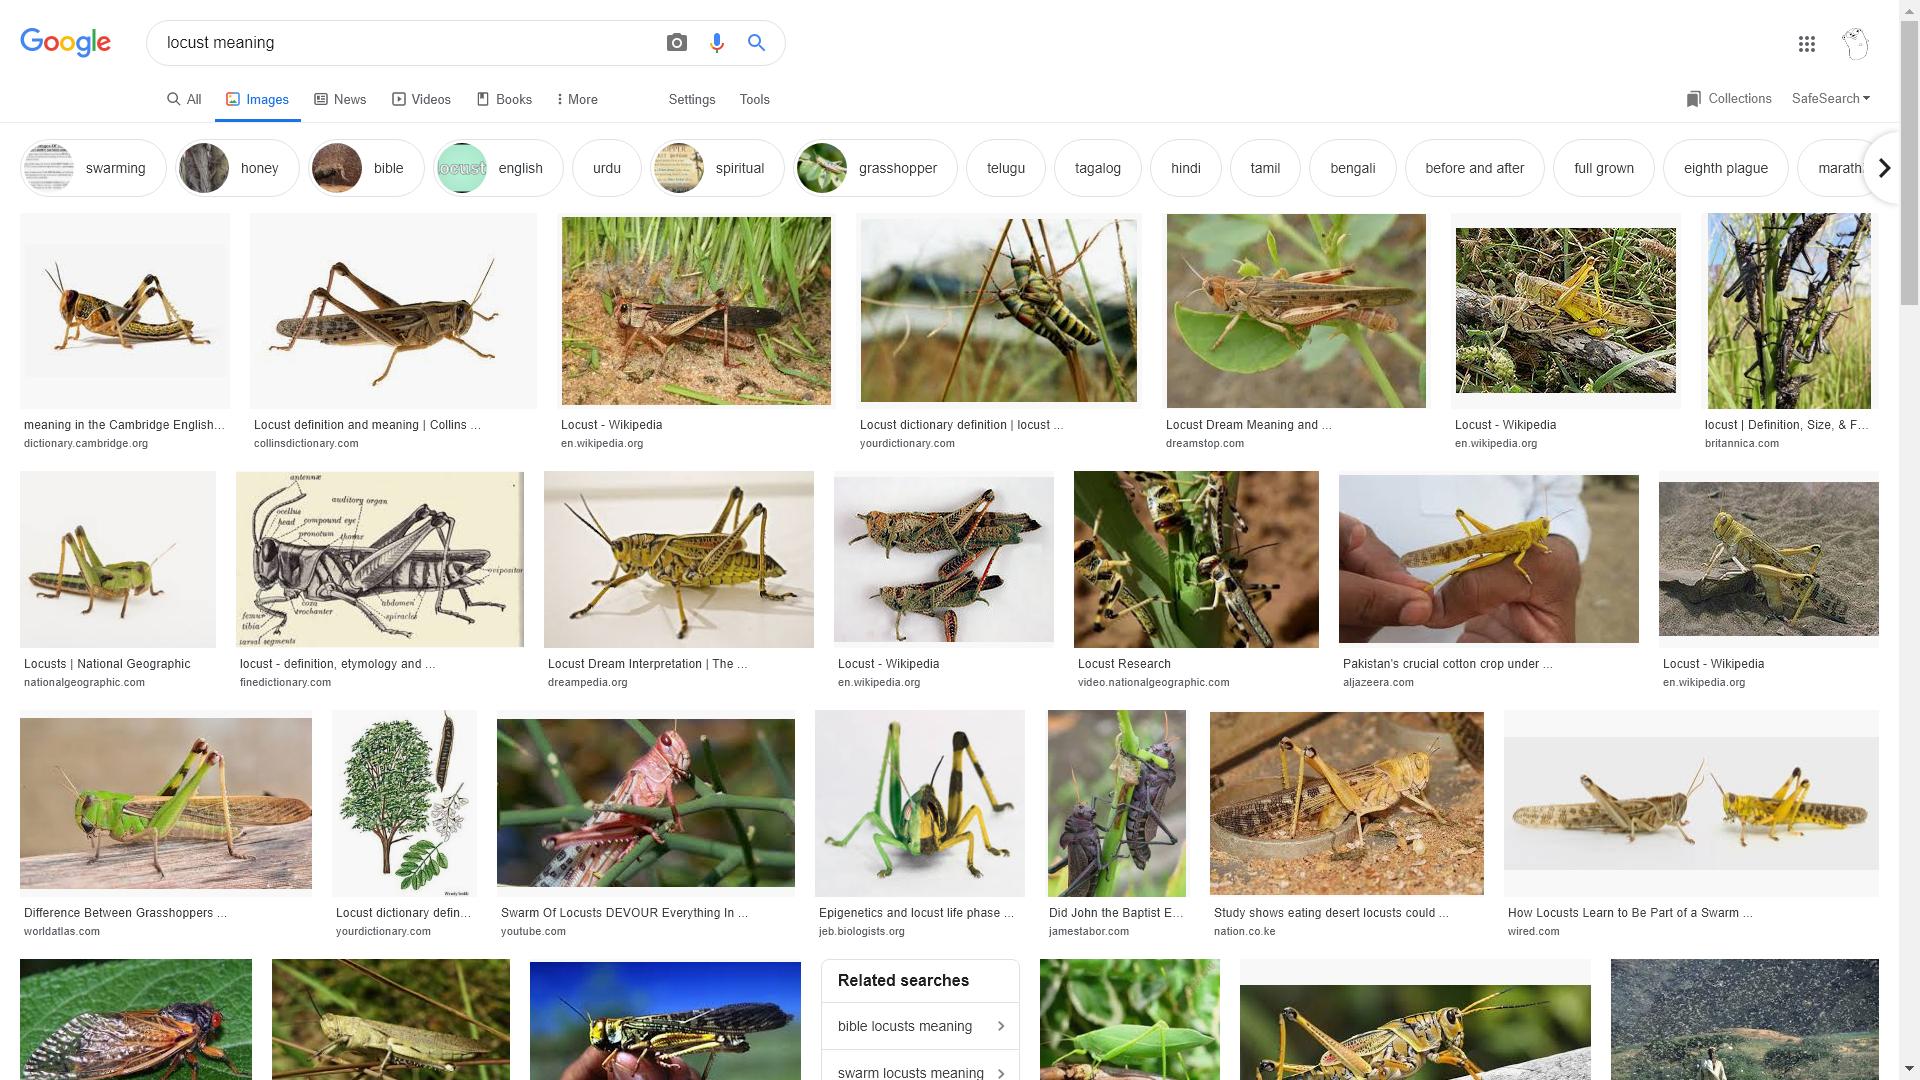 Google
locust meaning
All
Images
News
Videos
Books
More
Settings
Tools
Collections
SafeSearch
swarming
honey
bible
locust
english
urdu
spiritual
grasshopper
telugu
tagalog
hindi
tamil
bengali
before and after
full grown
eighth plague
marath
meaning in the Cambridge English...
dictionary.cambridge.org
Locust definition and meaning | Collins ...
collinsdictionary.com
Locust - Wikipedia
en.wikipedia.org
Locust dictionary definition | locust ...
yourdictionary.com
Locust Dream Meaning and ...
dreamstop.com
Locust - Wikipedia
en.wikipedia.org
locust | Definition, Size, & F...
britannica.com
antennæ
auditory organ
ocellus
head
compound eye
pronotum
thorax
ovipositor
coxa
trochanter
abdomen
spiracles
femur
tibia
tarsal segments
Locusts | National Geographic
nationalgeographic.com
locust - definition, etymology and ...
finedictionary.com
Locust Dream Interpretation | The ...
dreampedia.org
Locust - Wikipedia
en.wikipedia.org
Locust Research
video.nationalgeographic.com
Pakistan's crucial cotton crop under ...
aljazeera.com
Locust - Wikipedia
en.wikipedia.org
Difference Between Grasshoppers ...
worldatlas.com
Locust dictionary defin...
yourdictionary.com
Swarm Of Locusts DEVOUR Everything In ...
youtube.com
Epigenetics and locust life phase ...
jeb.biologists.org
Did John the Baptist E...
jamestabor.com
Study shows eating desert locusts could ...
nation.co.ke
How Locusts Learn to Be Part of a Swarm ...
wired.com
Related searches
bible locusts meaning
swarm locusts meaning